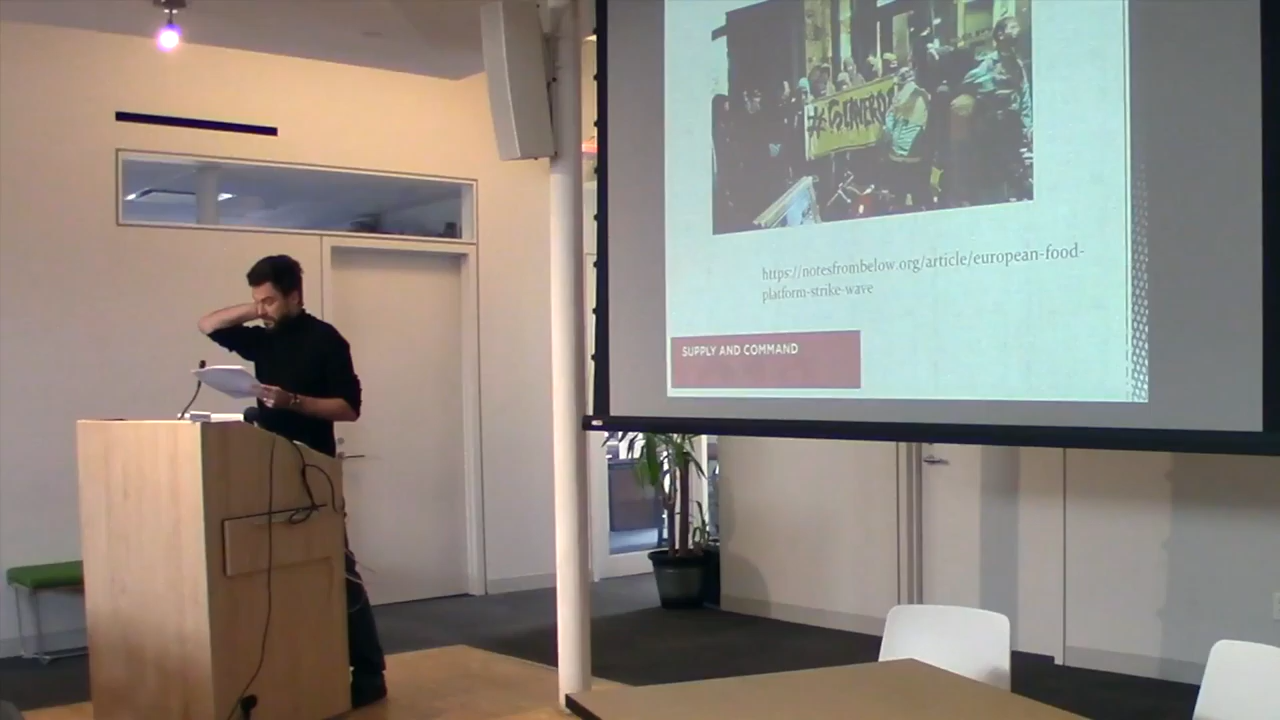 https://notesfrombelow.org/article/european-food-
platform-strike-wave
SUPPLY AND COMMAND